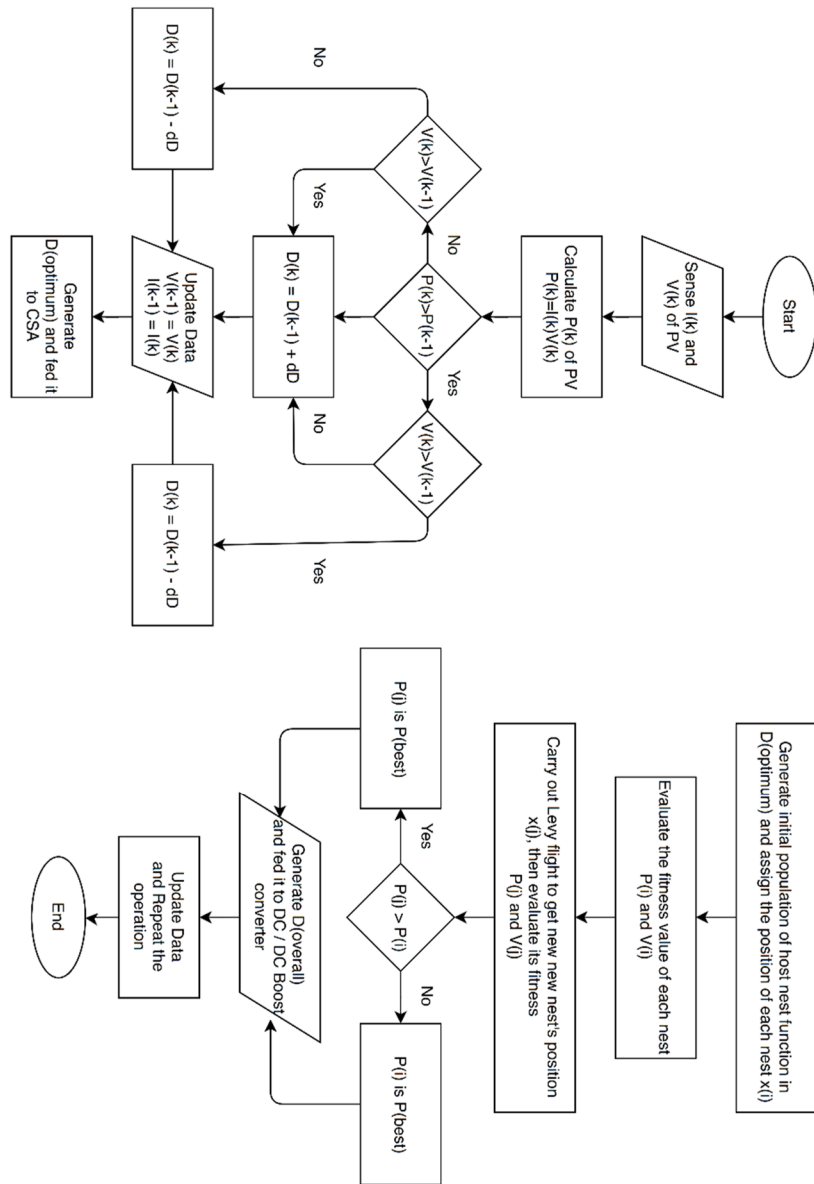 Start
Sense I(k) and
V(k) of PV
Calculate P(k) of PV
P(k)=I(k)V(k)
P(k)>P(k-1)
No
Yes
V(k)>V(k-1)
V(k)>V(k-1)
No
Yes
No
Yes
D(k) = D(k-1) - dD
D(k) = D(k-1) + dD
D(k) = D(k-1) - dD
Update Data
V(k-1) = V(k)
I(k-1) = I(k)
Generate
D(optimum) and fed it
to CSA
Generate initial population of host nest function in
D(optimum) and assign the position of each nest x(i)
Evaluate the fitness value of each nest
P(i) and V(i)
Carry out Levy flight to get new new nest's position
x(j), then evaluate its fitness
P(j) and V(j)
P(j) > P(i)
Yes
No
P(j) is P(best)
P(i) is P(best)
Generate D(overall)
and fed it to DC / DC Boost
converter
Update Data
and Repeat the
operation
End